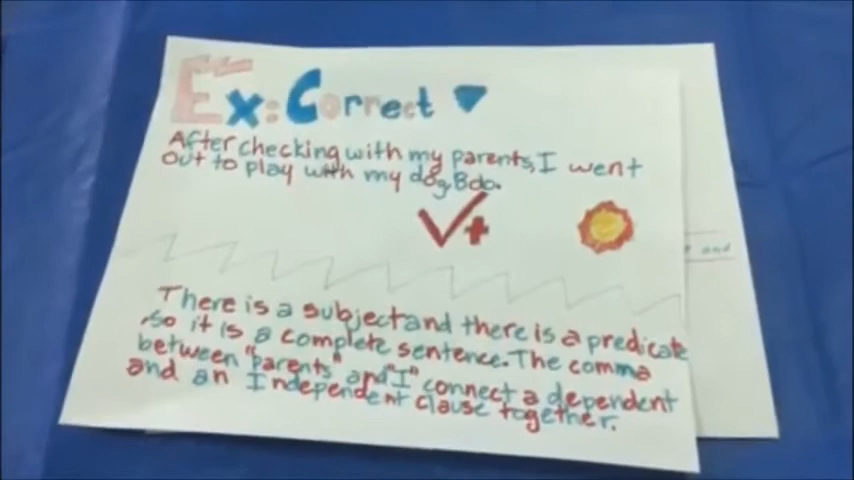 Ex: Correct
After checking with my parents, I went
out to play with my dog, Bdo.
There is a subject and there is a predicate
, so it is a complete sentence. The comma
between "parents" and "I" connect a dependent
and an Independent clause together.
and